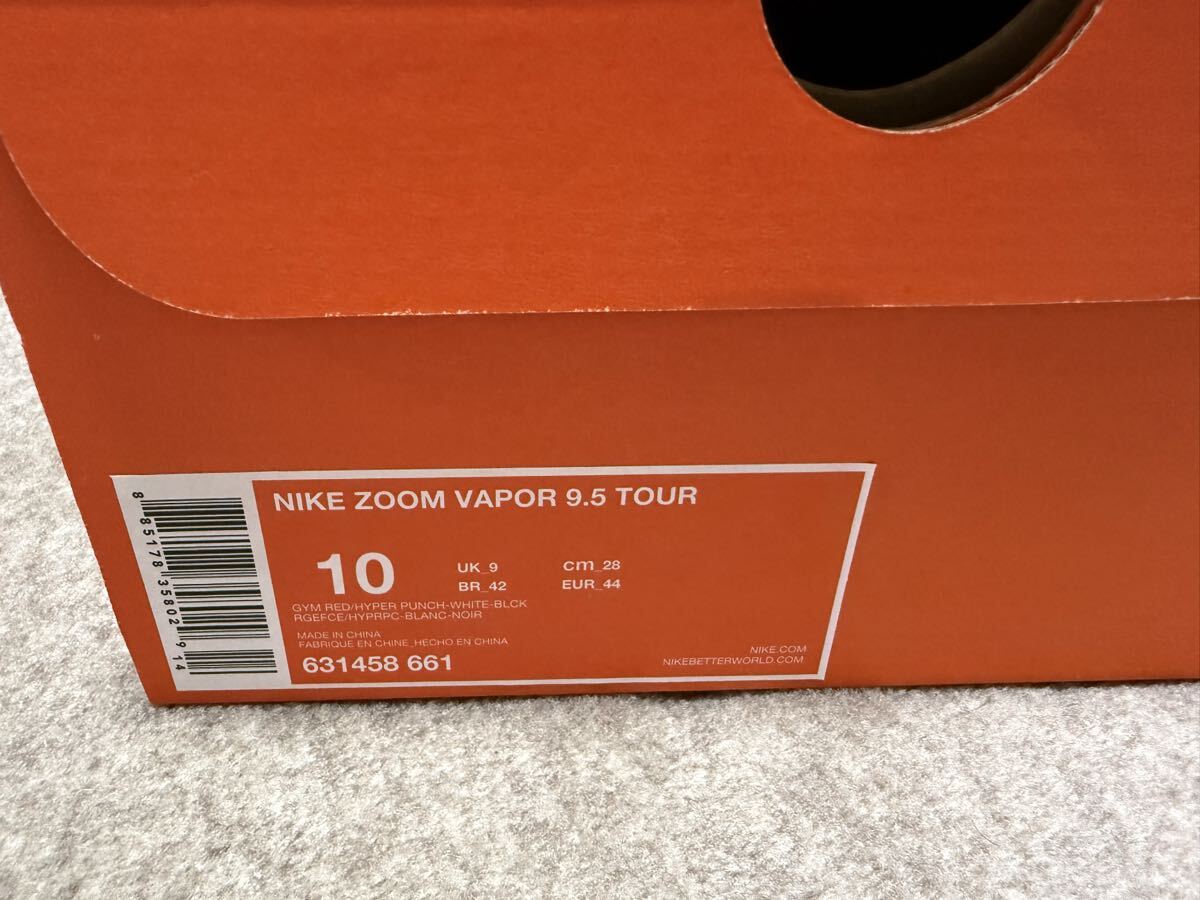 NIKE ZOOM VAPOR 9.5 TOUR
10
UK_9 cm_28
BR_42 EUR_44
GYM RED/HYPER PUNCH-WHITE-BLCK
RGEFCE/HYPRPC-BLANC-NOIR
MADE IN CHINA
FABRIQUE EN CHINE_HECHO EN CHINA
631458 661
NIKE.COM
NIKEBETTERWORLD.COM
8 85178 35802 9 14